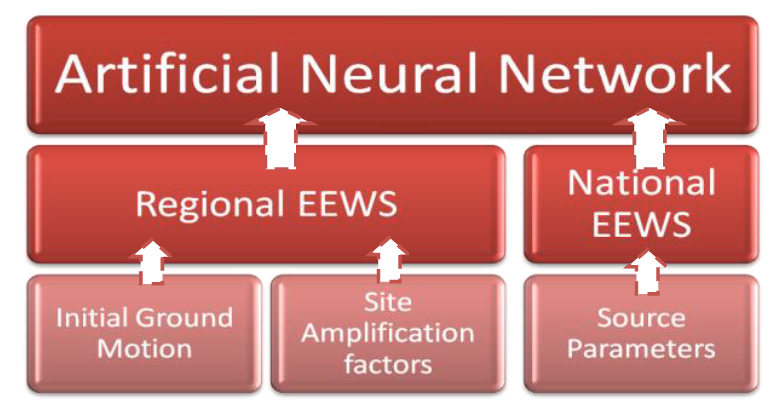 Artificial Neural Network
Regional EEWS
National
EEWS
Initial Ground
Motion
Site
Amplification
factors
Source
Parameters